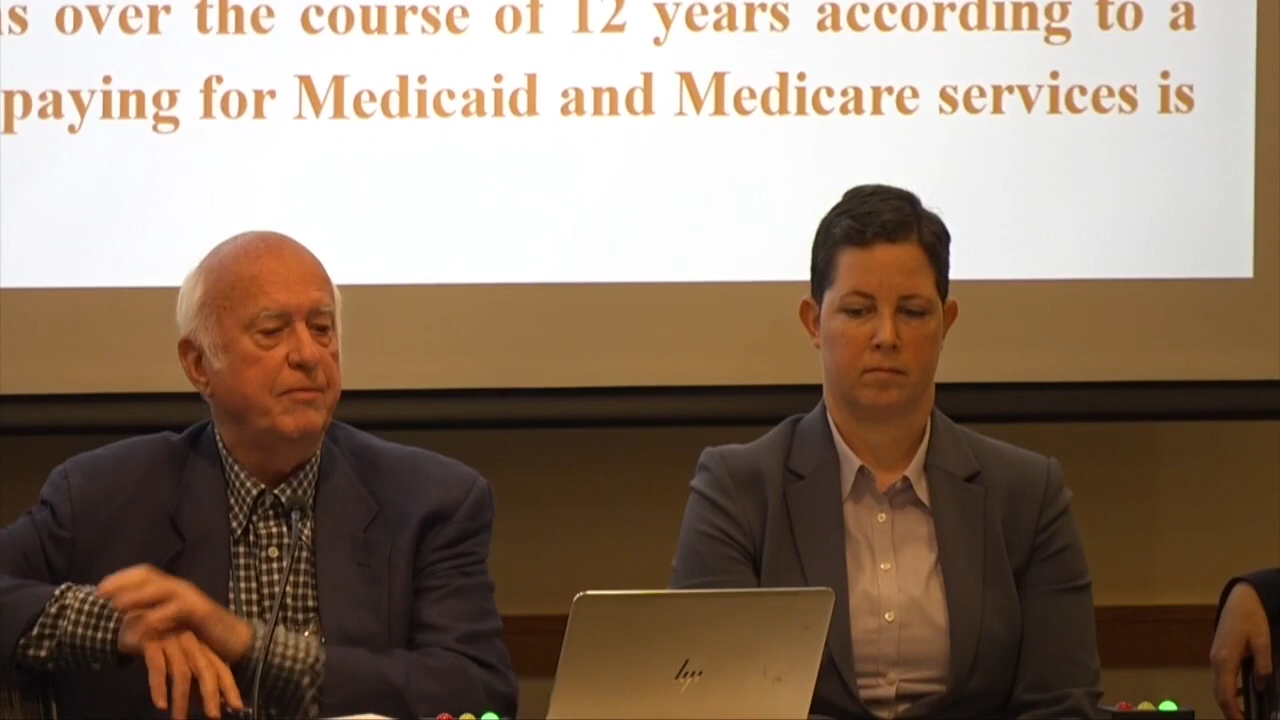 s over the course of 12 years according to a
paying for Medicaid and Medicare services is
hp